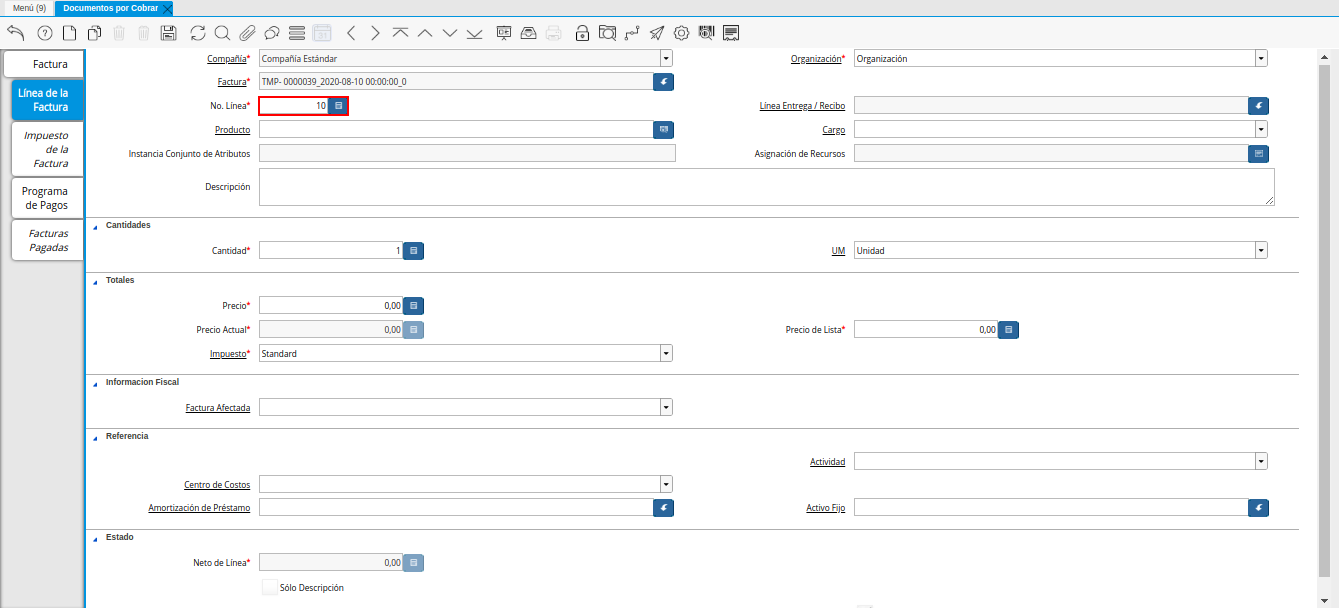 Menú (9) Documentos por Cobrar
Factura
Línea de la
Factura
Impuesto
de la
Factura
Programa
de Pagos
Facturas
Pagadas
Compañía* Compañía Estándar Organización* Organización
Factura* TMP- 0000039_2020-08-10 00:00:00_0
No. Línea* 10 Línea Entrega / Recibo
Producto Cargo
Instancia Conjunto de Atributos Asignación de Recursos
Descripción
Cantidades
Cantidad* 1 UM Unidad
Totales
Precio* 0,00
Precio Actual* 0,00 Precio de Lista* 0,00
Impuesto* Standard
Informacion Fiscal
Factura Afectada
Referencia
Actividad
Centro de Costos
Amortización de Préstamo Activo Fijo
Estado
Neto de Línea* 0,00
Sólo Descripción